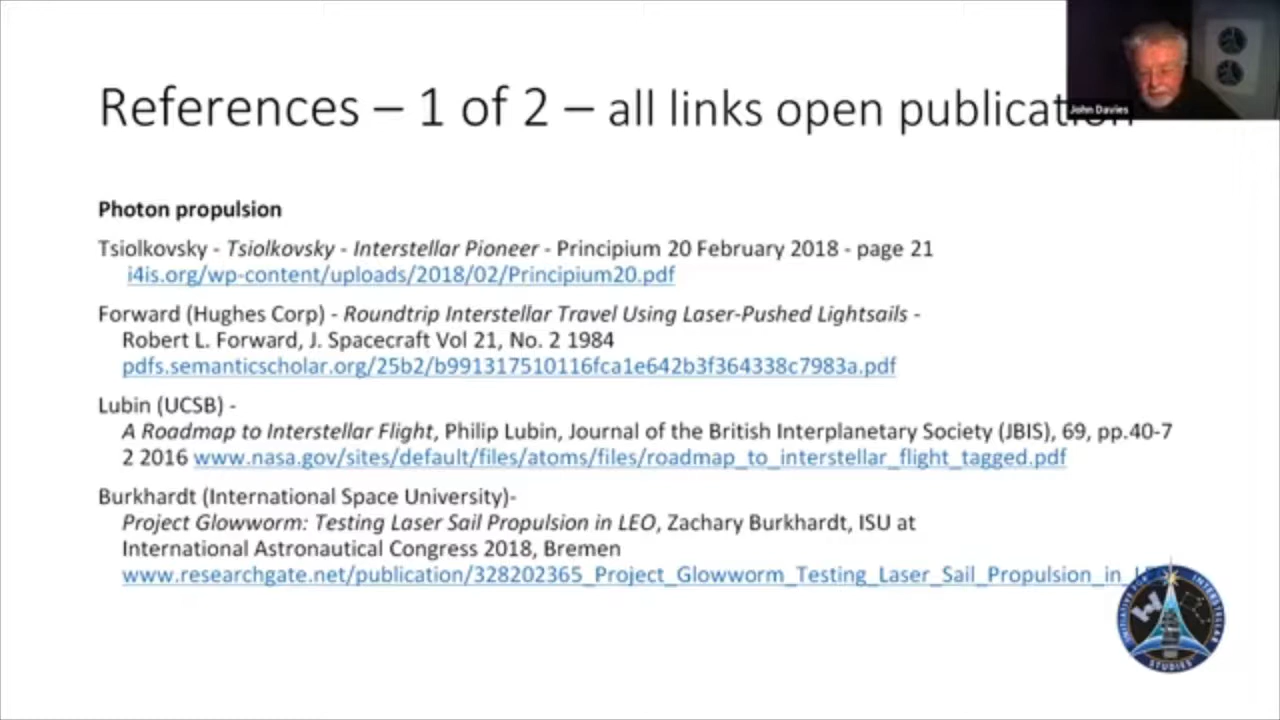 References – 1 of 2 – all links open publication
John Davies
Photon propulsion
Tsiolkovsky - Tsiolkovsky - Interstellar Pioneer - Principium 20 February 2018 - page 21
i4is.org/wp-content/uploads/2018/02/Principium20.pdf
Forward (Hughes Corp) - Roundtrip Interstellar Travel Using Laser-Pushed Lightsails -
Robert L. Forward, J. Spacecraft Vol 21, No. 2 1984
pdfs.semanticscholar.org/25b2/b991317510116fca1e642b3f364338c7983a.pdf
Lubin (UCSB) -
A Roadmap to Interstellar Flight, Philip Lubin, Journal of the British Interplanetary Society (JBIS), 69, pp.40-7
2 2016 www.nasa.gov/sites/default/files/atoms/files/roadmap_to_interstellar_flight_tagged.pdf
Burkhardt (International Space University)-
Project Glowworm: Testing Laser Sail Propulsion in LEO, Zachary Burkhardt, ISU at
International Astronautical Congress 2018, Bremen
www.researchgate.net/publication/328202365_Project_Glowworm_Testing_Laser_Sail_Propulsion_in_
INITIATIVE FOR INTERSTELLAR
STUDIES